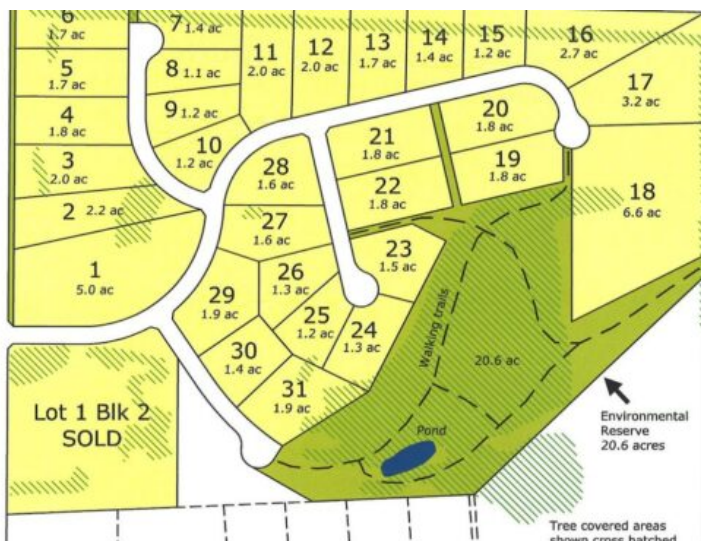 6
1.7 ac
7 1.4 ac
11
2.0 ac
12
2.0 ac
13
1.7 ac
14
1.4 ac
15
1.2 ac
16
2.7 ac
5
1.7 ac
8 1.1 ac
17
3.2 ac
4
1.8 ac
9 1.2 ac
20
1.8 ac
21
1.8 ac
10
1.2 ac
3
2.0 ac
28
1.6 ac
19
1.8 ac
22
1.8 ac
18
6.6 ac
2 2.2 ac
27
1.6 ac
23
1.5 ac
1
5.0 ac
26
1.3 ac
29
1.9 ac
25
1.2 ac
24
1.3 ac
30
1.4 ac
31
1.9 ac
Walking trails
20.6 ac
Lot 1 Blk 2
SOLD
Pond
Environmental
Reserve
20.6 acres
Tree covered areas
shown cross hatched